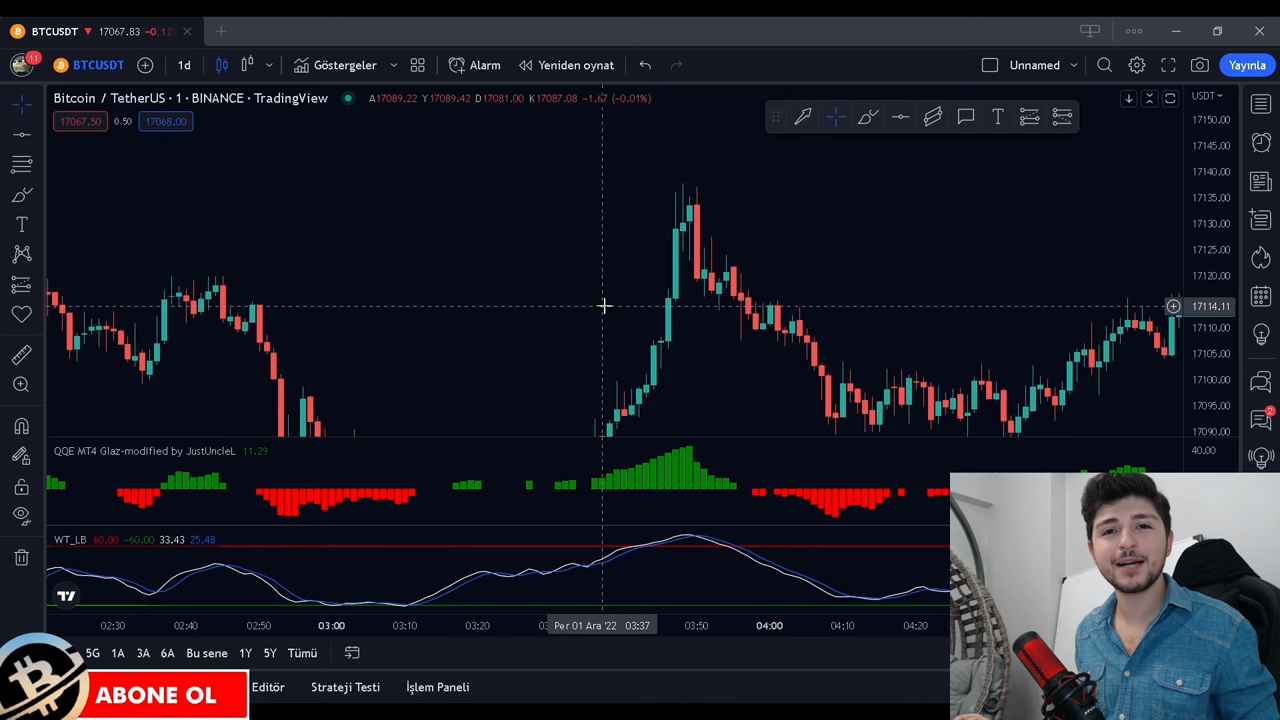 BTCUSDT ▼ 17067.83 -0.12
11
BTCUSDT 1d Göstergeler Alarm Yeniden oynat Unnamed Yayınla
Bitcoin / TetherUS · 1 · BINANCE · TradingView A17089.22 Y17089.42 D17081.00 K17087.08 -1.67 (-0.01%)
USDT
17067.50 0.50 17068.00
17150.00
17145.00
17140.00
17135.00
17130.00
17125.00
17120.00
17114.11
17110.00
17105.00
17100.00
17095.00
17090.00
2
QQE MT4 Glaz-modified by JustUncleL 11.29
40.00
WT_LB 60.00 -60.00 33.43 25.48
02:30 02:40 02:50 03:00 03:10 03:20 Per 01 Ara '22 03:37 03:50 04:00 04:10 04:20
5G 1A 3A 6A Bu sene 1Y 5Y Tümü
ABONE OL
Editör Strateji Testi İşlem Paneli